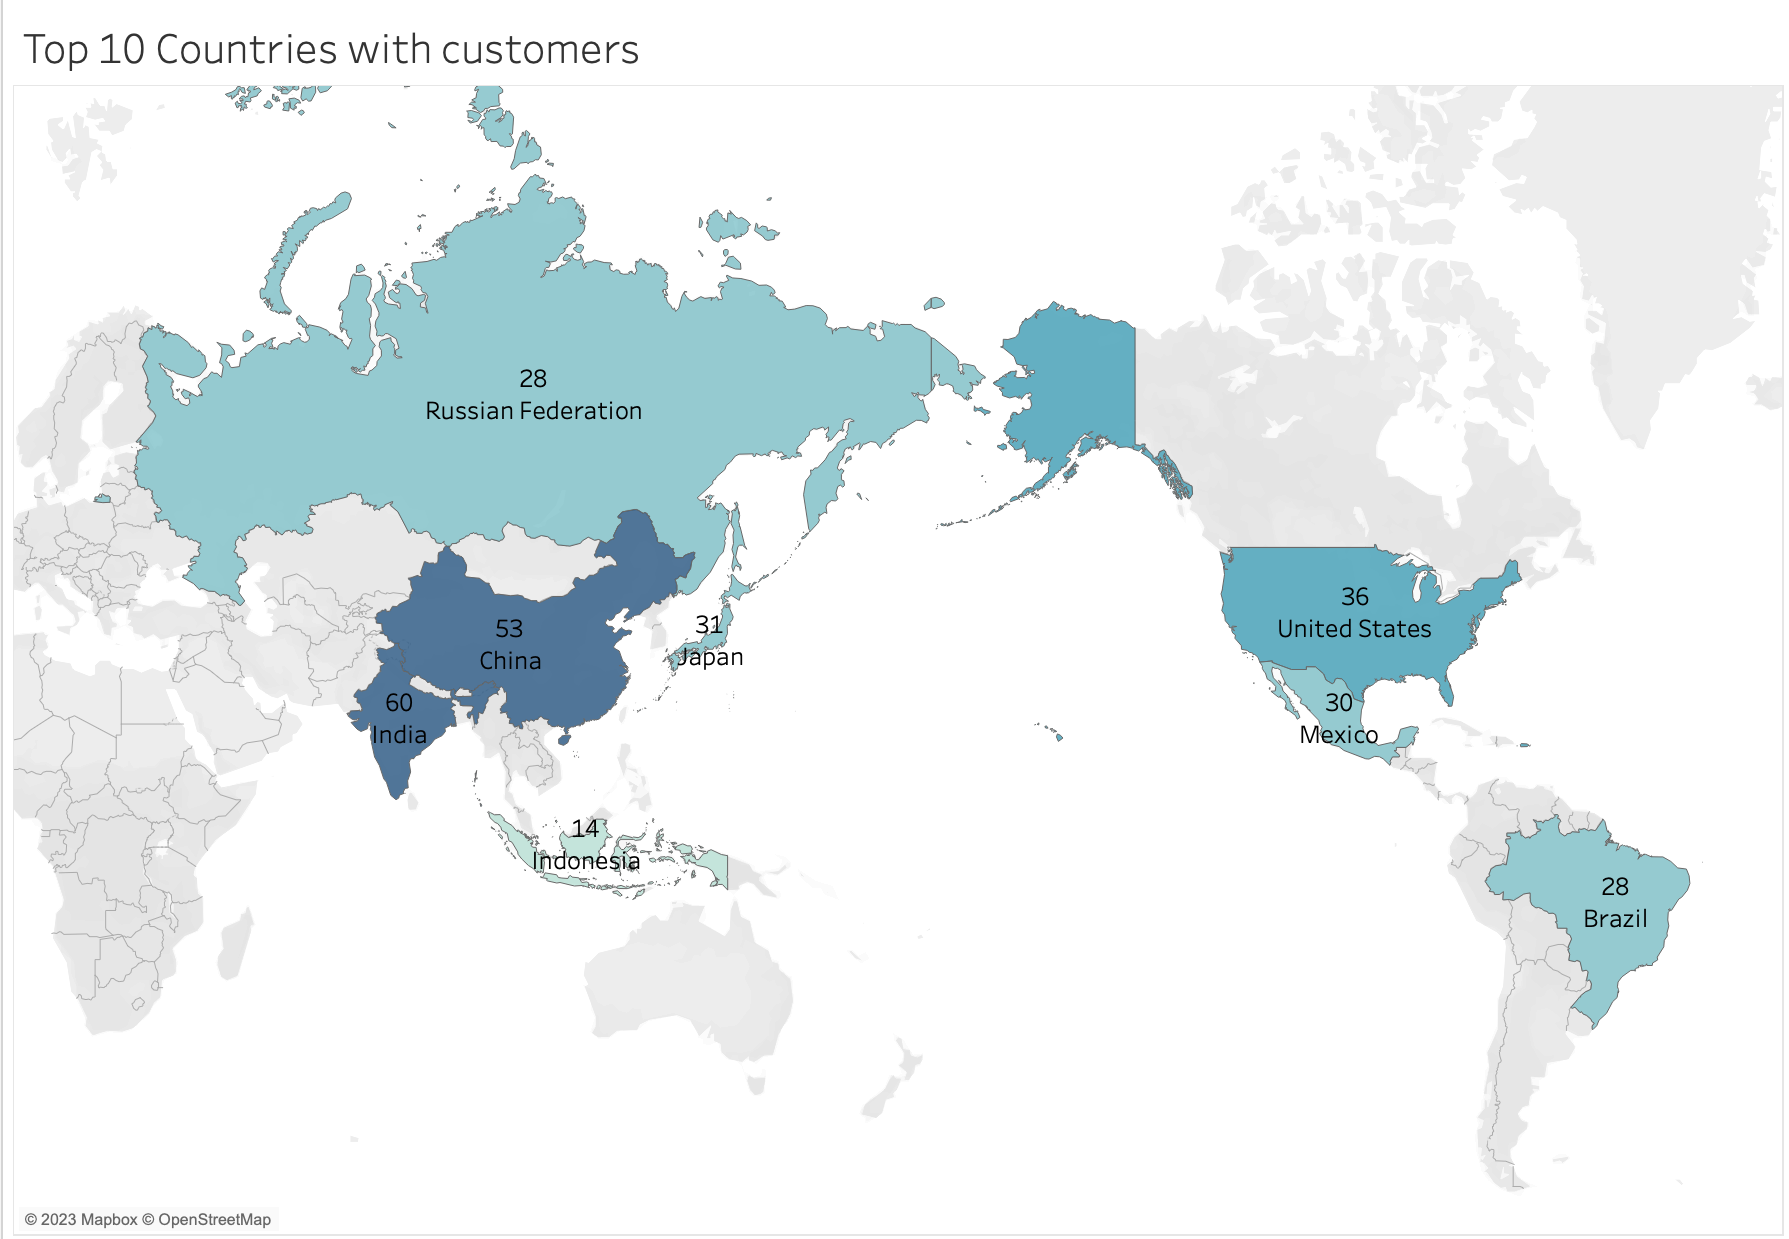 Top 10 Countries with customers
28
Russian Federation
53
China
31
Japan
60
India
14
Indonesia
36
United States
30
Mexico
28
Brazil
© 2023 Mapbox © OpenStreetMap